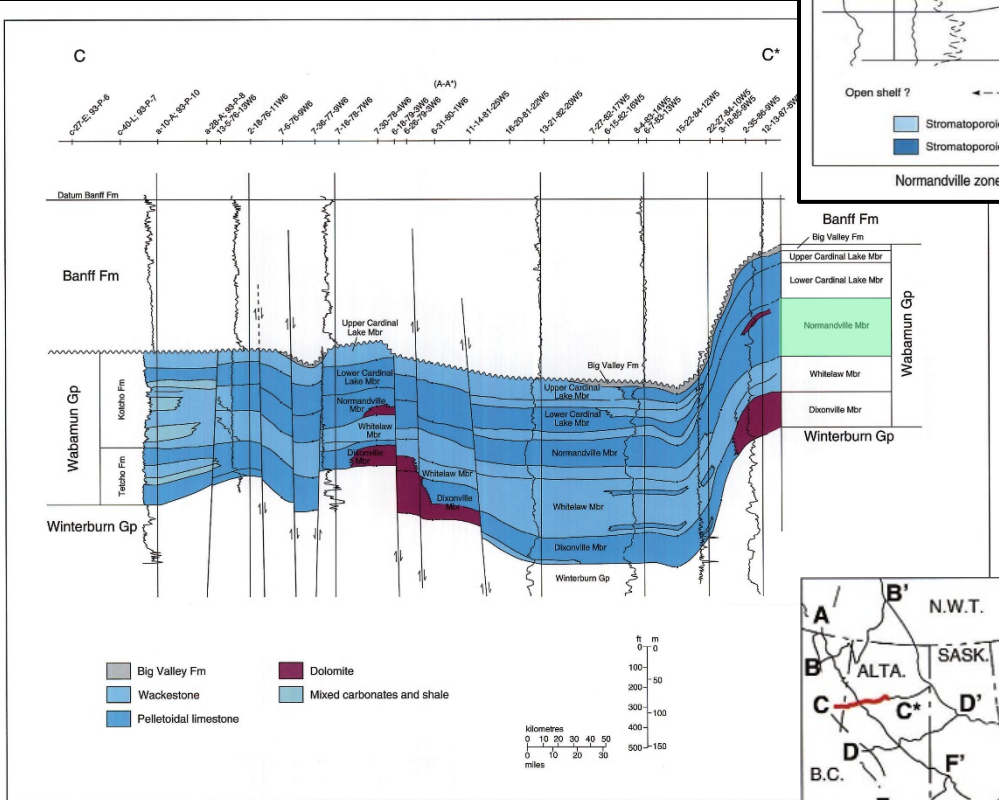 C
C*
(A-A*)
c-27-E; 93-P-6
c-40-L; 93-P-7
a-10-A; 93-P-10
a-28-A; 93-P-8
13-5-76-13W6
2-18-76-11W6
7-6-76-9W6
7-36-77-9W6
7-16-78-7W6
7-30-78-4W6
6-18-79-3W6
6-28-79-3W6
6-31-80-1W6
11-14-81-25W5
16-20-81-22W5
13-21-82-20W5
7-27-82-17W5
6-15-82-16W5
8-4-83-14W5
6-7-83-13W5
15-22-84-12W5
22-27-84-10W5
3-18-85-9W5
2-35-86-9W5
Datum Banff Fm
Banff Fm
Wabamun Gp
Kotcho Fm
Tetcho Fm
Winterburn Gp
Upper Cardinal
Lake Mbr
Lower Cardinal
Lake Mbr
Normandville
Mbr
Whitelaw
Mbr
Dixonville
Mbr
Whitelaw Mbr
Dixonville
Mbr
Big Valley Fm
Upper Cardinal
Lake Mbr
Lower Cardinal
Lake Mbr
Normandville Mbr
Whitelaw Mbr
Dixonville Mbr
Winterburn Gp
Banff Fm
Big Valley Fm
Upper Cardinal Lake Mbr
Lower Cardinal Lake Mbr
Normandville Mbr
Whitelaw Mbr
Dixonville Mbr
Wabamun Gp
Winterburn Gp
Open shelf ?
Stromatoporoi
Stromatoporoi
Normandville zone
Big Valley Fm
Wackestone
Pelletoidal limestone
Dolomite
Mixed carbonates and shale
kilometres
0 10 20 30 40 50
0 10 20 30
miles
ft m
0 0
100
50
200
300 100
400
500 150
A
B'
N.W.T.
B
ALTA.
SASK.
C
C*
D'
D
B.C.
F'